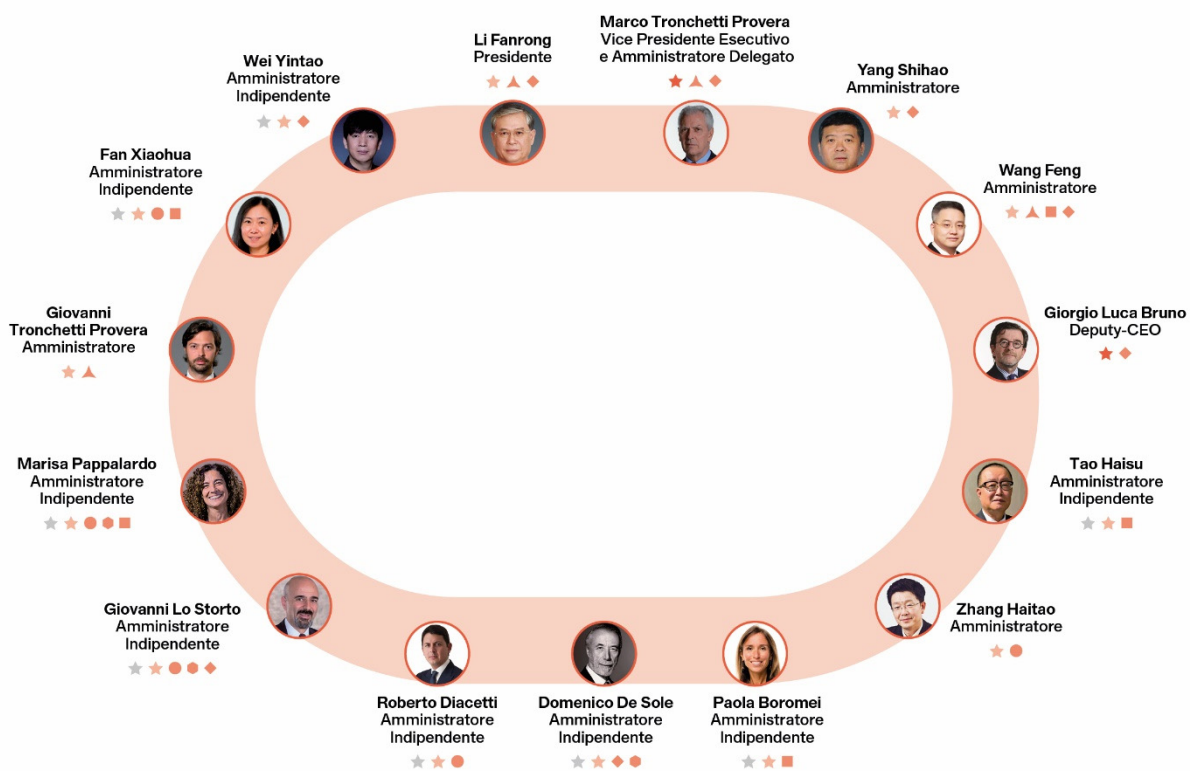 Marco Tronchetti Provera
Vice Presidente Esecutivo
e Amministratore Delegato
Li Fanrong
Presidente
Wei Yintao
Amministratore
Indipendente
Yang Shihao
Amministratore
Fan Xiaohua
Amministratore
Indipendente
Wang Feng
Amministratore
Giovanni
Tronchetti Provera
Amministratore
Giorgio Luca Bruno
Deputy-CEO
Marisa Pappalardo
Amministratore
Indipendente
Tao Haisu
Amministratore
Indipendente
Giovanni Lo Storto
Amministratore
Indipendente
Zhang Haitao
Amministratore
Roberto Diacetti
Amministratore
Indipendente
Domenico De Sole
Amministratore
Indipendente
Paola Boromei
Amministratore
Indipendente